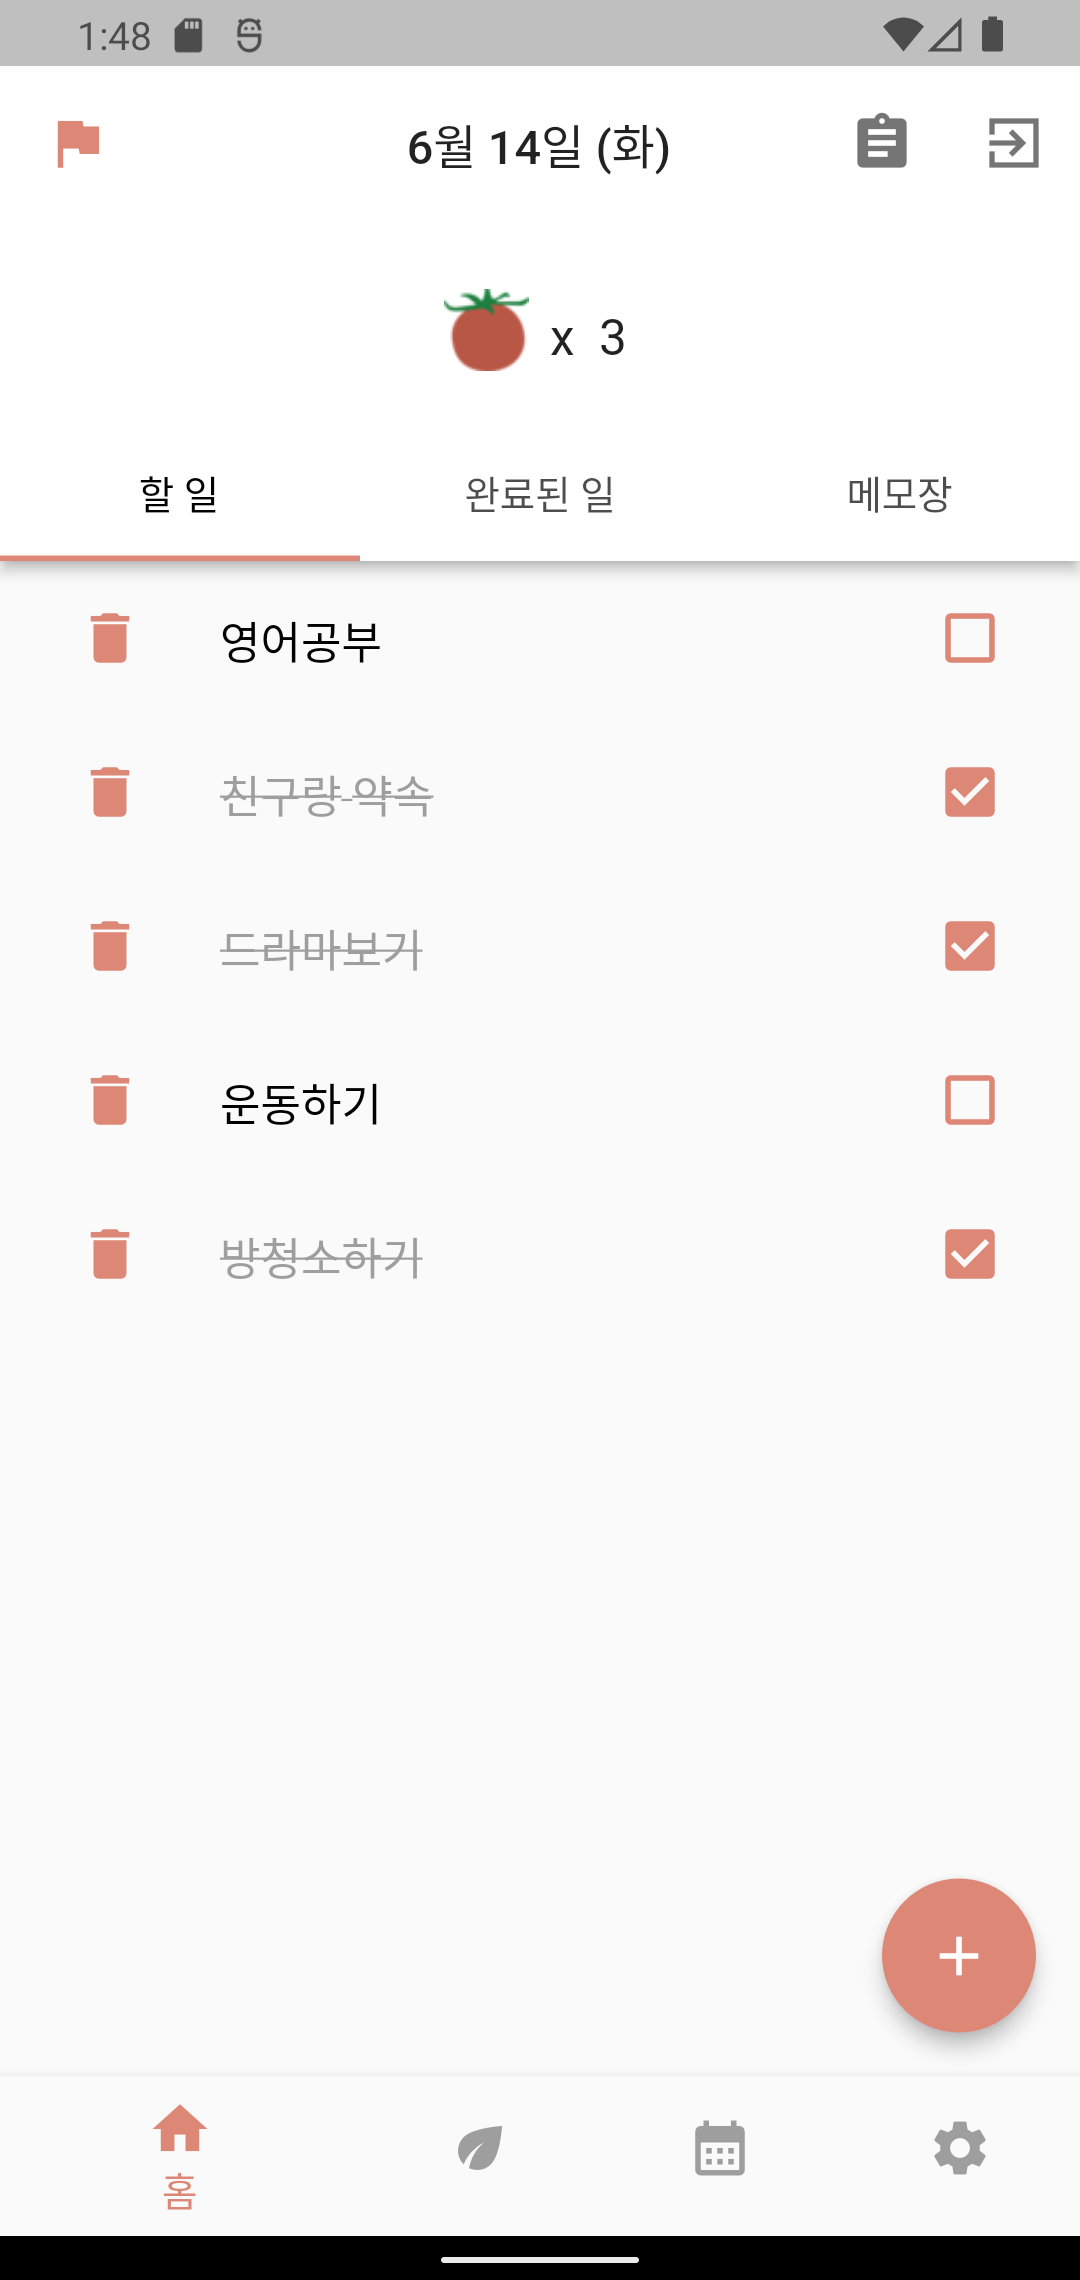 1:48
6월 14일 (화)
x 3
할 일
완료된 일
메모장
영어공부
친구랑 약속
드라마보기
운동하기
방청소하기
홈